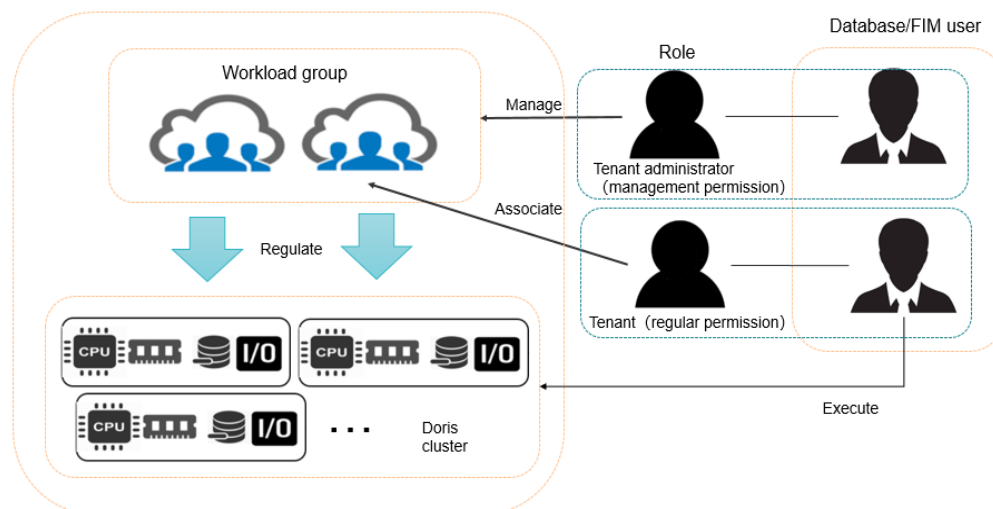 Database/FIM user
Role
Workload group
Manage
Tenant administrator
（management permission）
Associate
Regulate
Tenant（regular permission）
CPU I/O CPU I/O
Execute
CPU I/O ... Doris
cluster